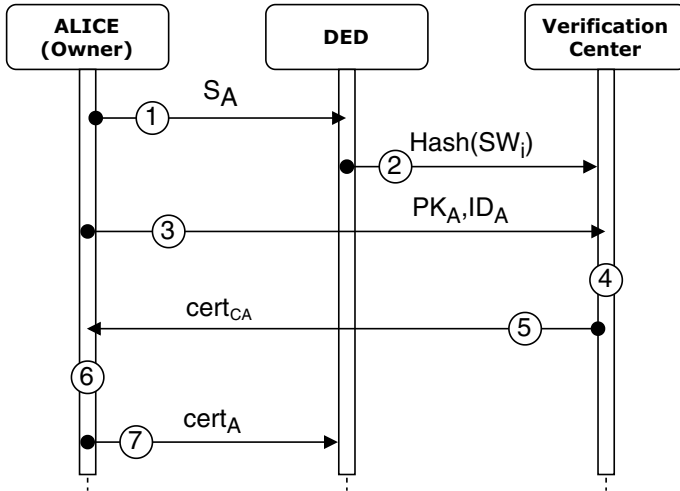 ALICE
(Owner)
DED
Verification
Center
S_A
1
Hash(SW_i)
2
PK_A,ID_A
3
4
cert_CA
5
6
cert_A
7